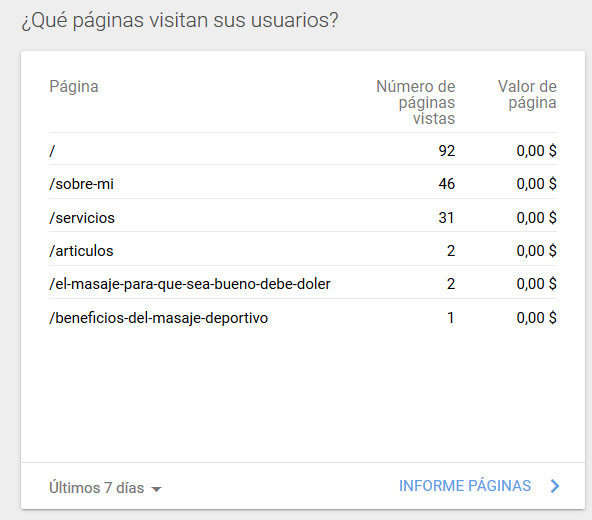 ¿Qué páginas visitan sus usuarios?
Página Número de páginas vistas Valor de página
/ 92 0,00 $
/sobre-mi 46 0,00 $
/servicios 31 0,00 $
/articulos 2 0,00 $
/el-masaje-para-que-sea-bueno-debe-doler 2 0,00 $
/beneficios-del-masaje-deportivo 1 0,00 $
Últimos 7 días INFORME PÁGINAS